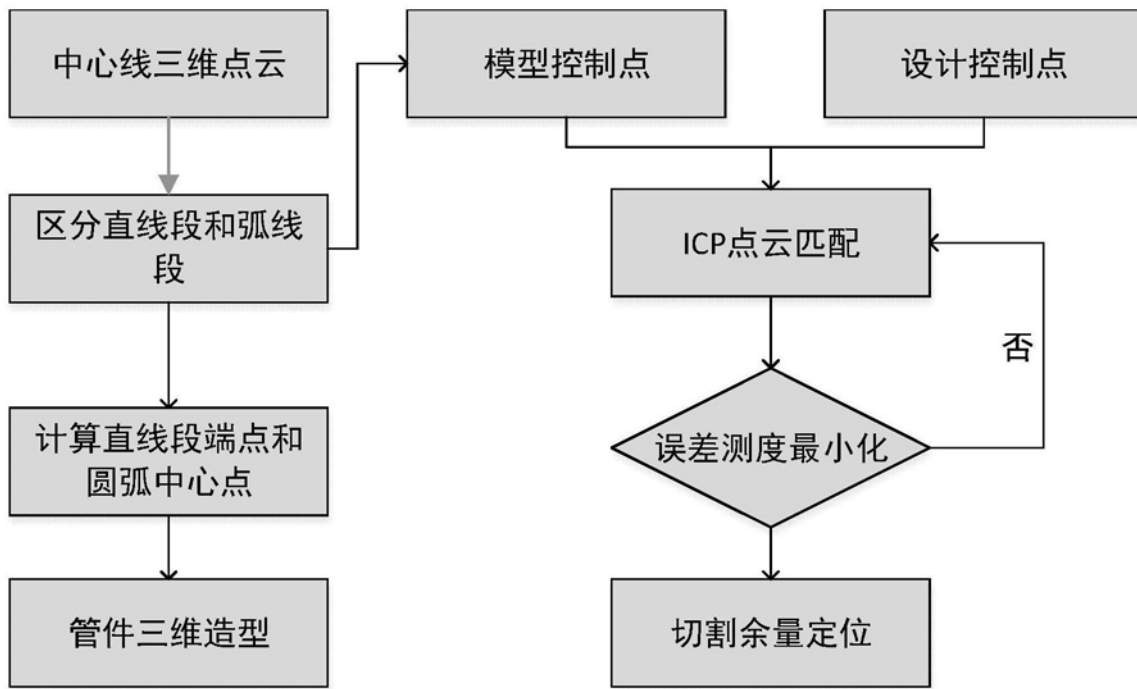 中心线三维点云
模型控制点
设计控制点
区分直线段和弧线
段
ICP点云匹配
否
计算直线段端点和
圆弧中心点
误差测度最小化
管件三维造型
切割余量定位